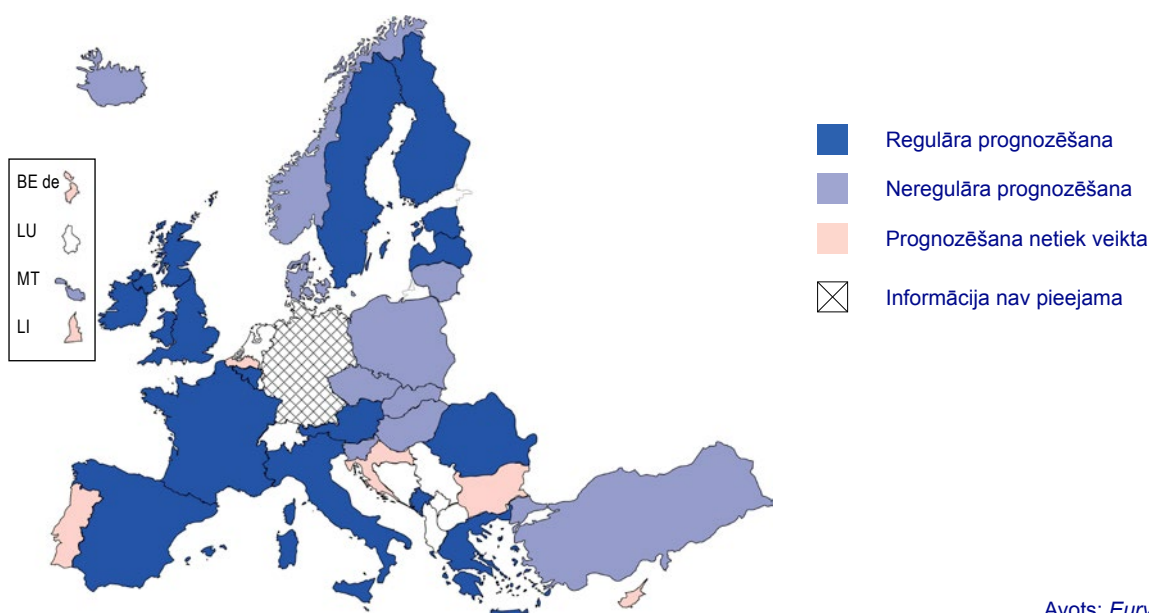 BE de
LU
MT
LI
Regulāra prognozēšana
Neregulāra prognozēšana
Prognozēšana netiek veikta
Informācija nav pieejama
Avots: